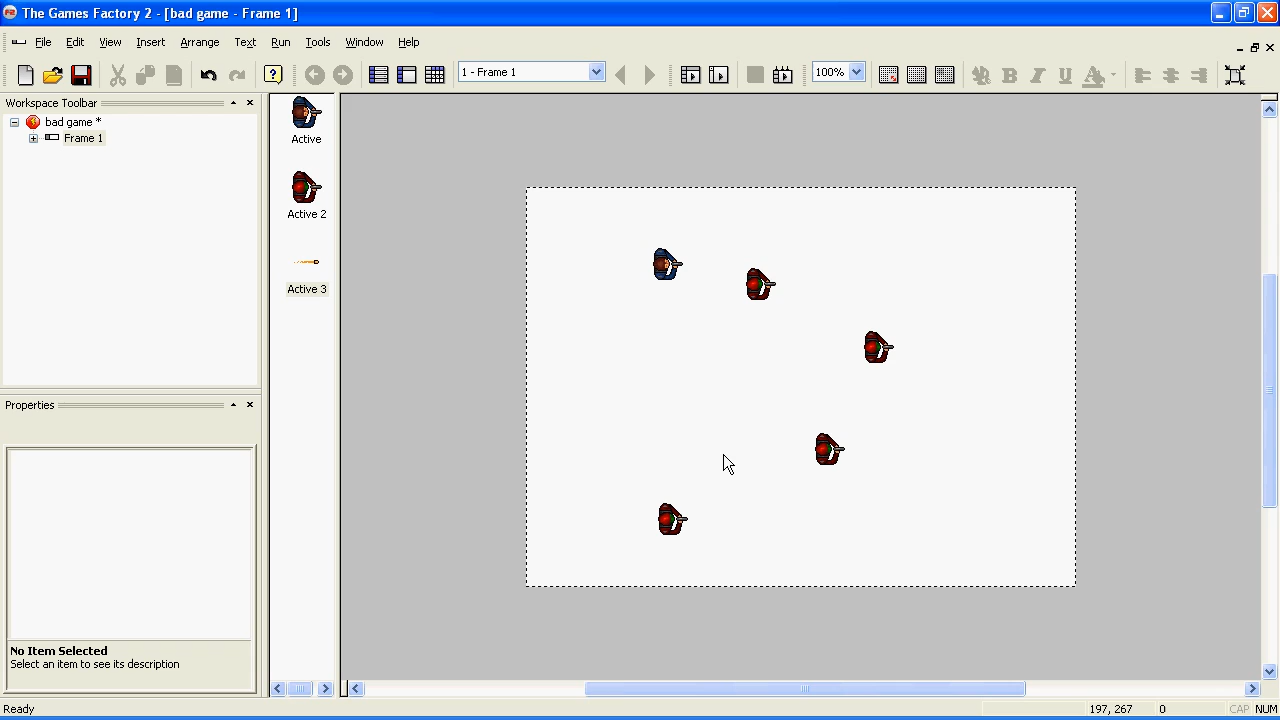 The Games Factory 2 - [bad game - Frame 1]
File Edit View Insert Arrange Text Run Tools Window Help
1 - Frame 1
100%
B I U A
Workspace Toolbar
bad game *
Frame 1
Active
Active 2
Active 3
Properties
No Item Selected
Select an item to see its description
Ready
197, 267 0 CAP NUM